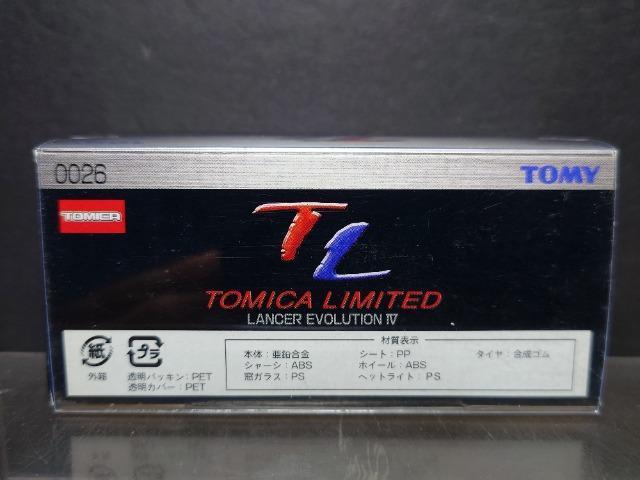 0026
TOMY
TOMICA
TL
TOMICA LIMITED
LANCER EVOLUTION IV
紙
外箱
プラ
透明パッキン:PET
透明カバー:PET
材質表示
本体:亜鉛合金
シャーシ:ABS
窓ガラス:PS
シート:PP
ホイール:ABS
ヘットライト:PS
タイヤ:合成ゴム